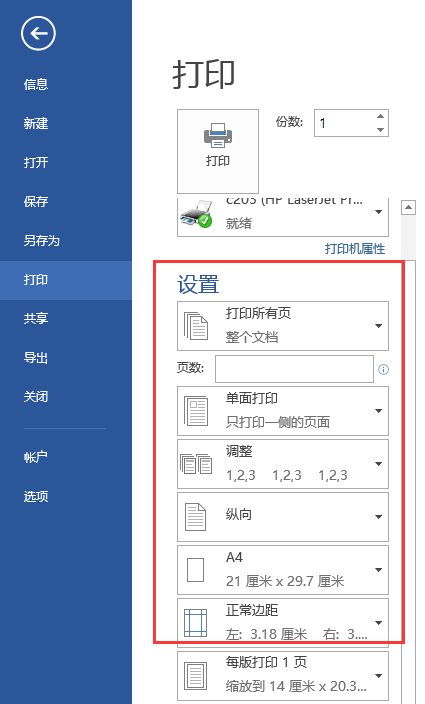 信息
新建
打开
保存
另存为
打印
共享
导出
关闭
帐户
选项
打印
打印
份数:
1
c203 (HP LaserJet Pr...
就绪
打印机属性
设置
打印所有页
整个文档
页数:
单面打印
只打印一侧的页面
调整
1,2,3 1,2,3 1,2,3
纵向
A4
21 厘米 x 29.7 厘米
正常边距
左: 3.18 厘米 右: 3....
每版打印 1 页
缩放到 14 厘米 x 20.3...